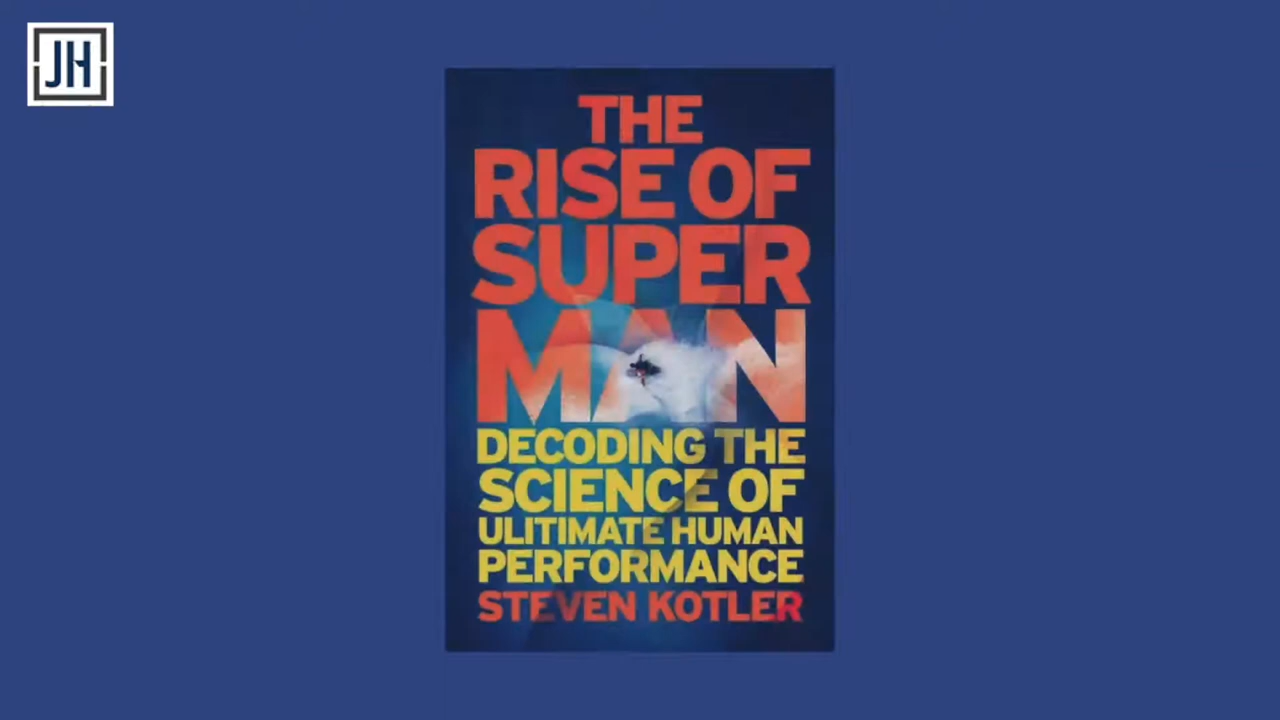 JH
THE
RISE OF
SUPER
MAN
DECODING THE
SCIENCE OF
ULITIMATE HUMAN
PERFORMANCE
STEVEN KOTLER